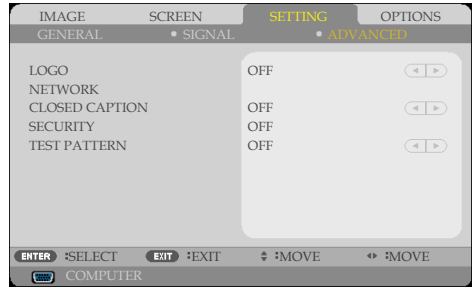 IMAGE SCREEN SETTING OPTIONS
GENERAL • SIGNAL • ADVANCED
LOGO OFF
NETWORK
CLOSED CAPTION OFF
SECURITY OFF
TEST PATTERN OFF
ENTER :SELECT EXIT :EXIT :MOVE :MOVE
COMPUTER